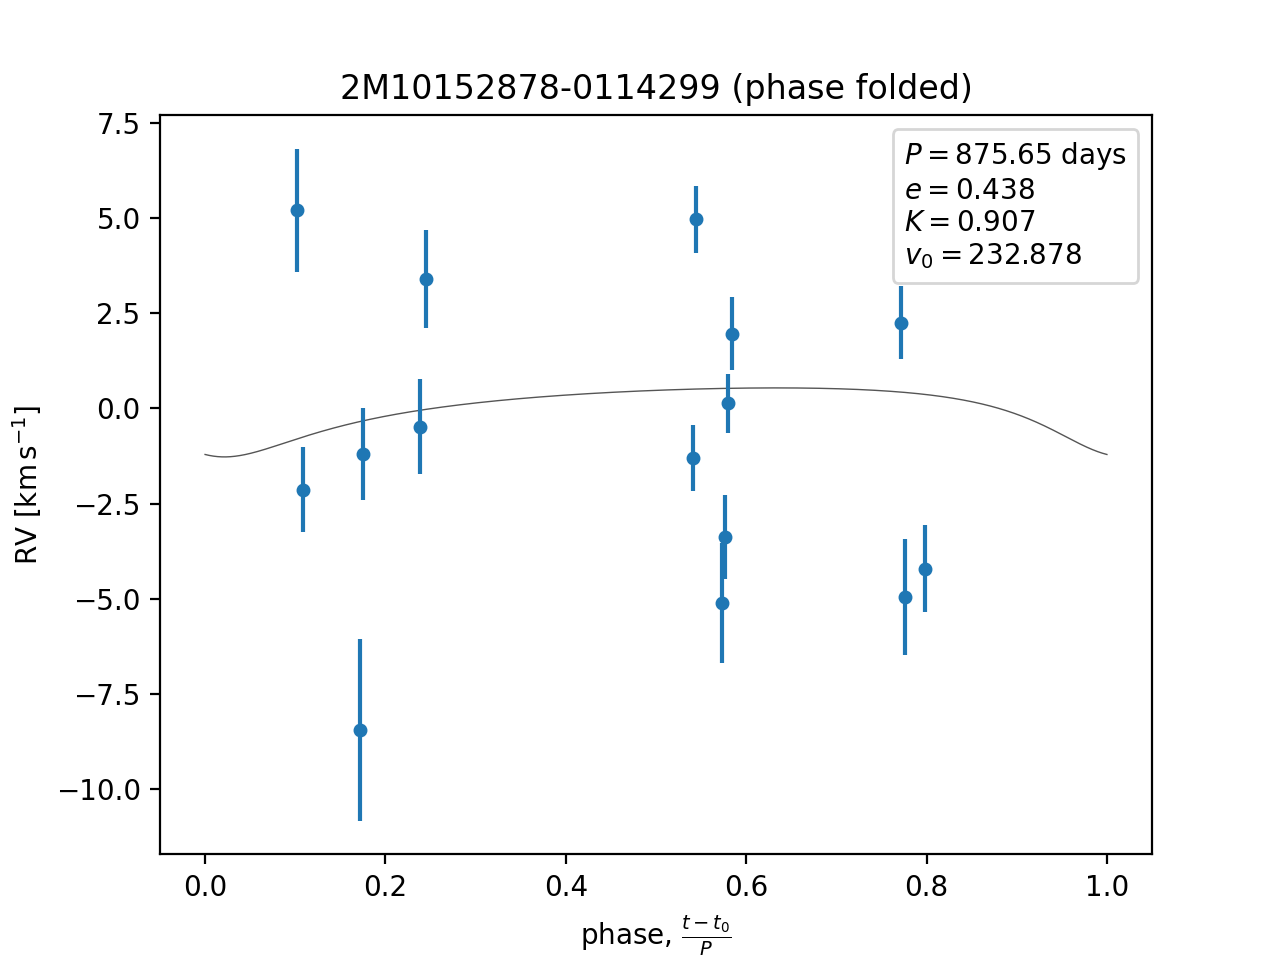 2M10152878-0114299 (phase folded)
P = 875.65 days
e = 0.438
K = 0.907
v₀ = 232.878
7.5
5.0
2.5
0.0
−2.5
−5.0
−7.5
−10.0
RV [km s⁻¹]
0.0 0.2 0.4 0.6 0.8 1.0
phase, (t − t₀)/P